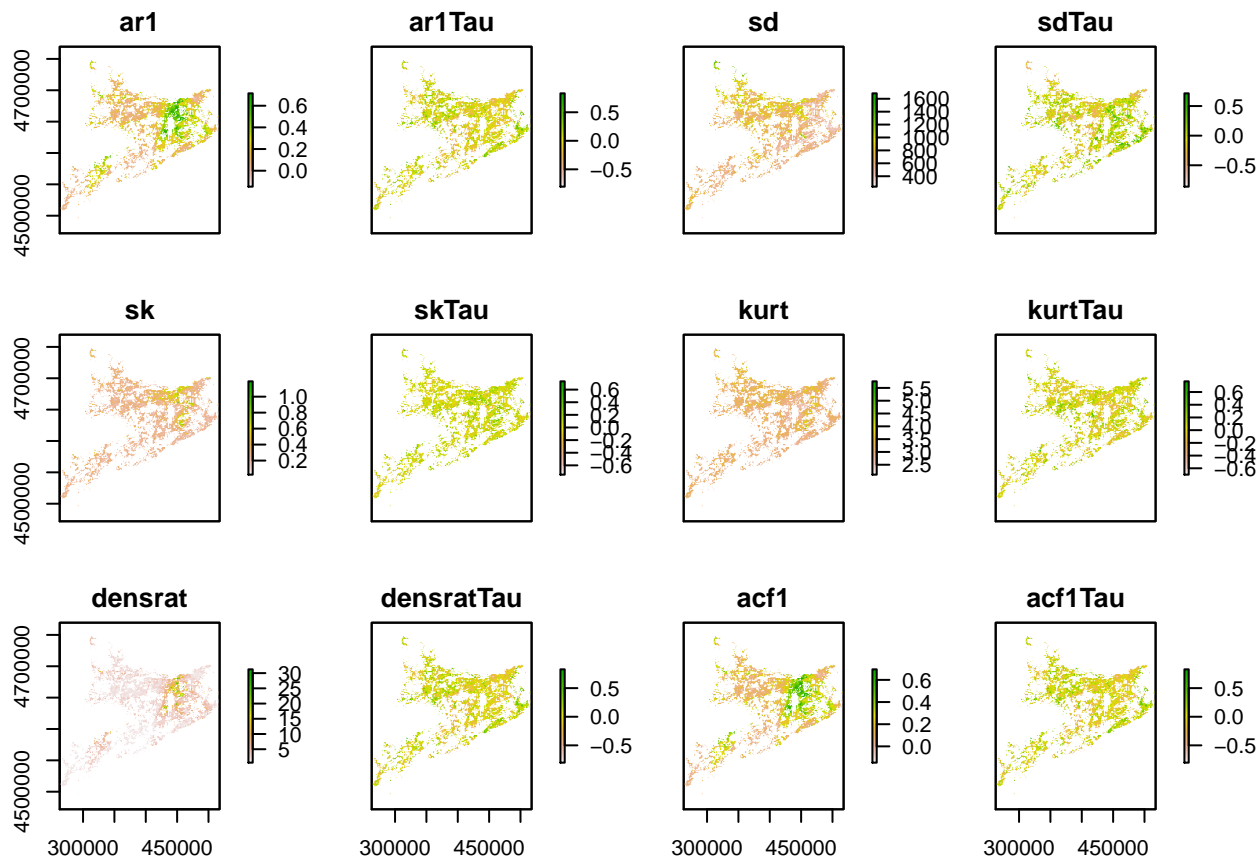 ar1 ar1Tau sd sdTau
4500000 4700000
0.6 0.4 0.2 0.0
0.5 0.0 −0.5
1600 1400 1200 1000 800 600 400
0.5 0.0 −0.5
sk skTau kurt kurtTau
4500000 4700000
1.0 0.8 0.6 0.4 0.2
0.6 0.4 0.2 0.0 −0.2 −0.4 −0.6
5.5 5.0 4.5 4.0 3.5 3.0 2.5
0.6 0.4 0.2 0.0 −0.2 −0.4 −0.6
densrat densratTau acf1 acf1Tau
4500000 4700000
30 25 20 15 10 5
0.5 0.0 −0.5
0.6 0.4 0.2 0.0
0.5 0.0 −0.5
300000 450000 300000 450000